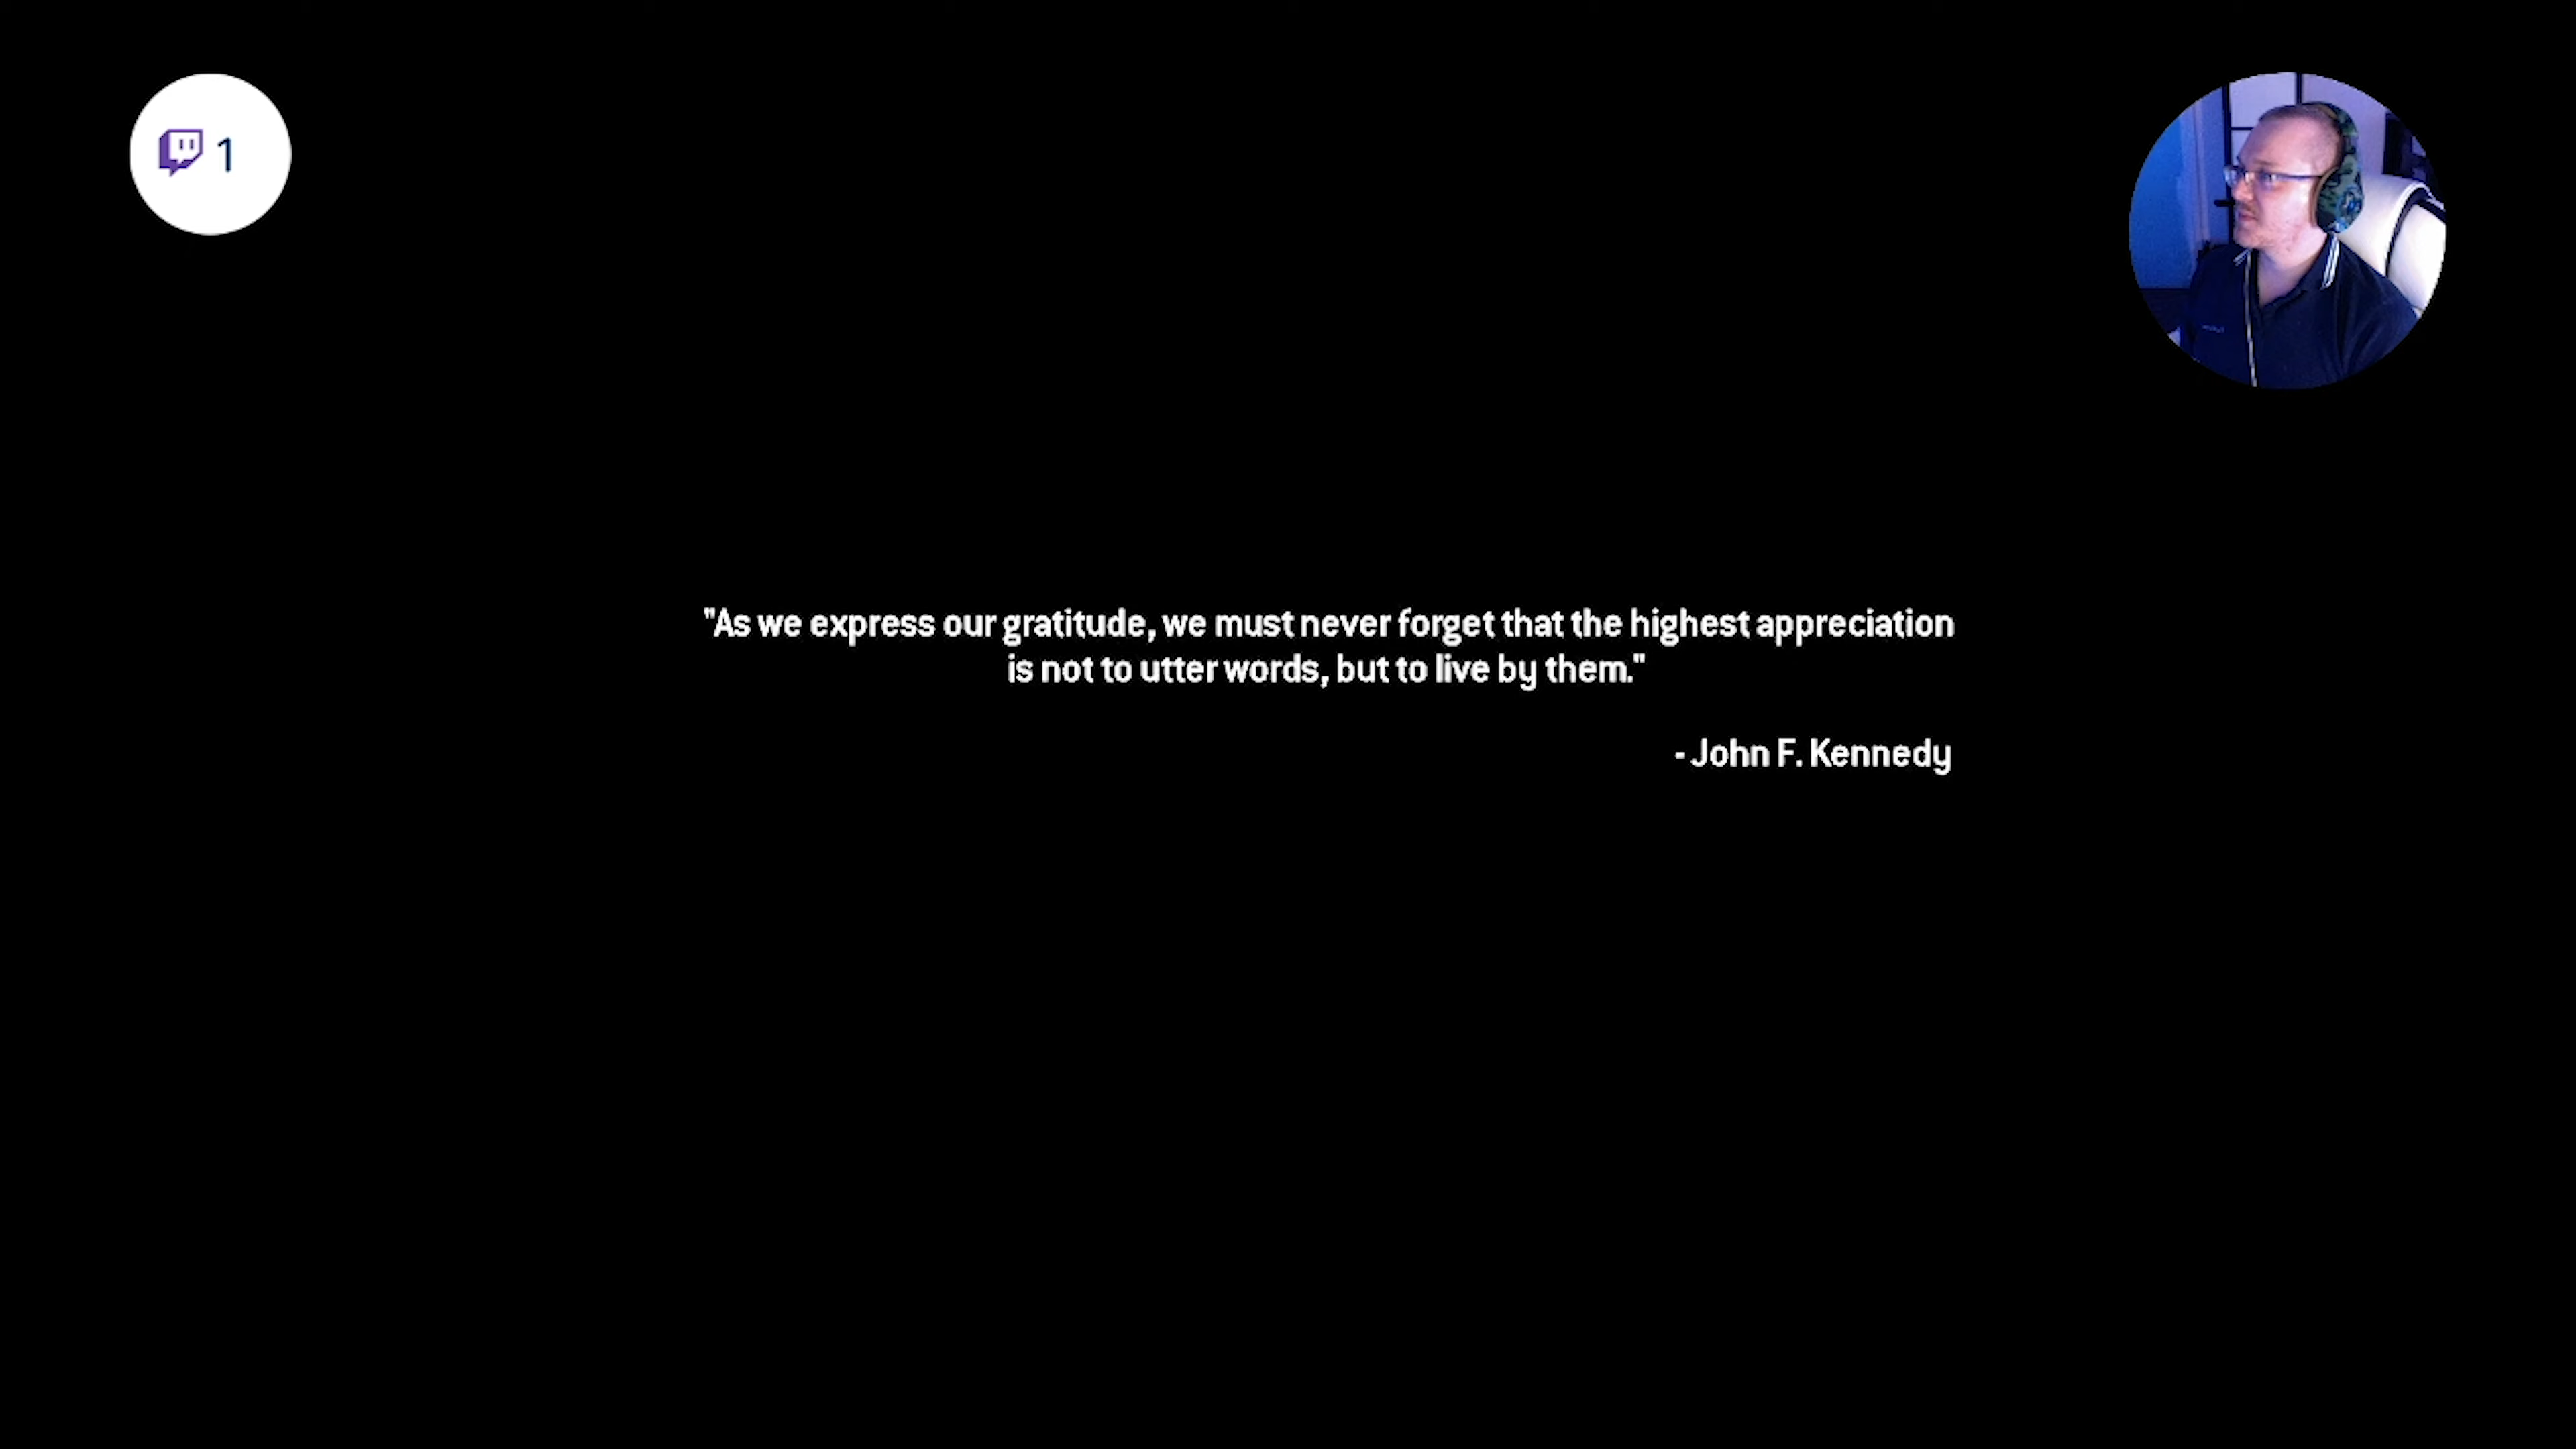 1
"As we express our gratitude, we must never forget that the highest appreciation
is not to utter words, but to live by them."
- John F. Kennedy